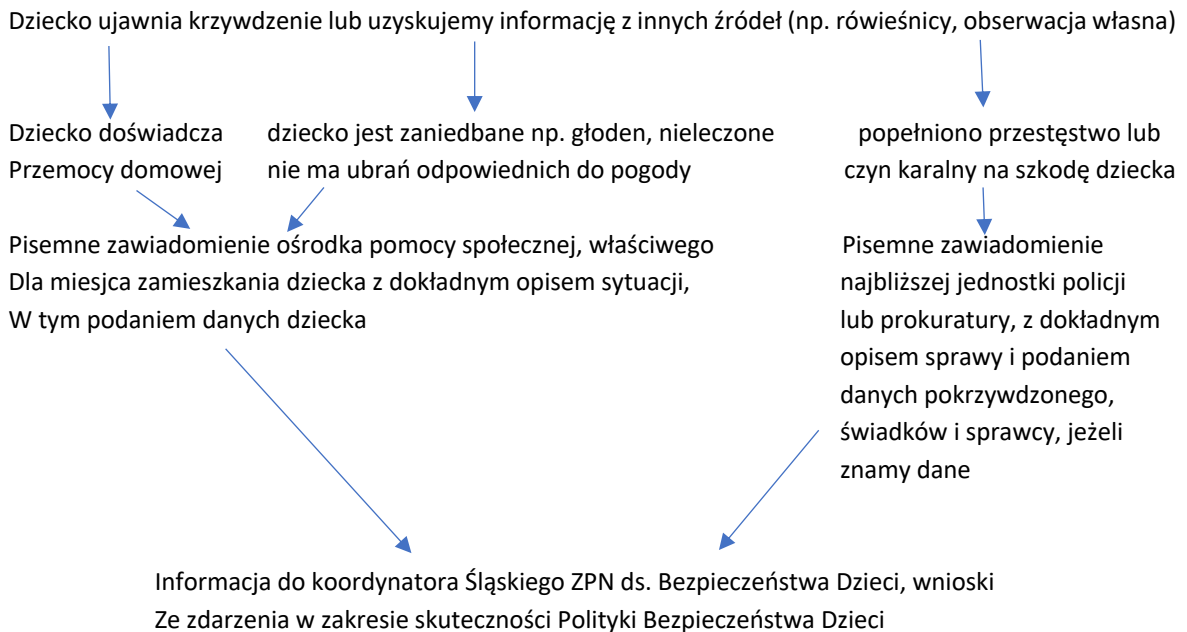 Dziecko ujawnia krzywdzenie lub uzyskujemy informację z innych źródeł (np. rówieśnicy, obserwacja własna)
Dziecko doświadcza
Przemocy domowej
dziecko jest zaniedbane np. głoden, nieleczone
nie ma ubrań odpowiednich do pogody
popełniono przestęstwo lub
czyn karalny na szkodę dziecka
Pisemne zawiadomienie ośrodka pomocy społecznej, właściwego
Dla miesjca zamieszkania dziecka z dokładnym opisem sytuacji,
W tym podaniem danych dziecka
Pisemne zawiadomienie
najbliższej jednostki policji
lub prokuratury, z dokładnym
opisem sprawy i podaniem
danych pokrzywdzonego,
świadków i sprawcy, jeżeli
znamy dane
Informacja do koordynatora Śląskiego ZPN ds. Bezpieczeństwa Dzieci, wnioski
Ze zdarzenia w zakresie skuteczności Polityki Bezpieczeństwa Dzieci